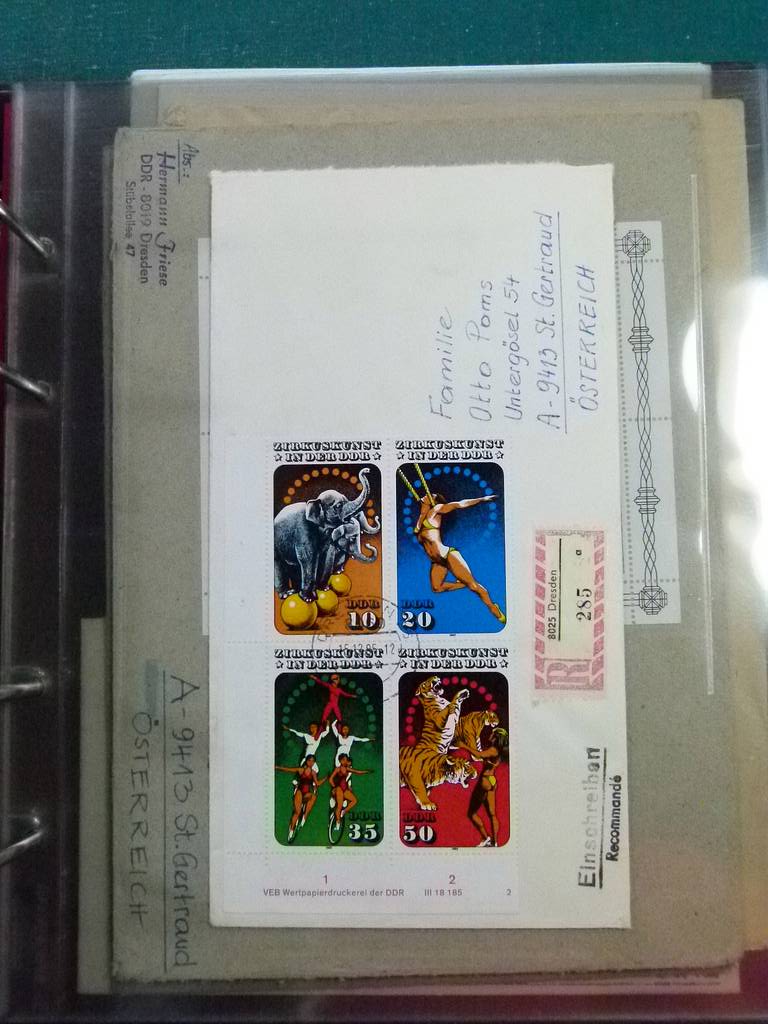 Abs.:
Hermann Friese
DDR - 8019 Dresden
Stübelallee 47
Familie
Otto Poms
Untergösel 54
A - 9413 St. Gertraud
ÖSTERREICH
ZIRKUSKUNST
IN DER DDR
DDR
10
ZIRKUSKUNST
IN DER DDR
DDR
20
ZIRKUSKUNST
IN DER DDR
DDR
35
ZIRKUSKUNST
IN DER DDR
DDR
50
1
2
VEB Wertpapierdruckerei der DDR
III 18 185
2
R
8025 Dresden
285
a
Einschreiben
Recommandé
A - 9413 St. Gertraud
ÖSTERREICH